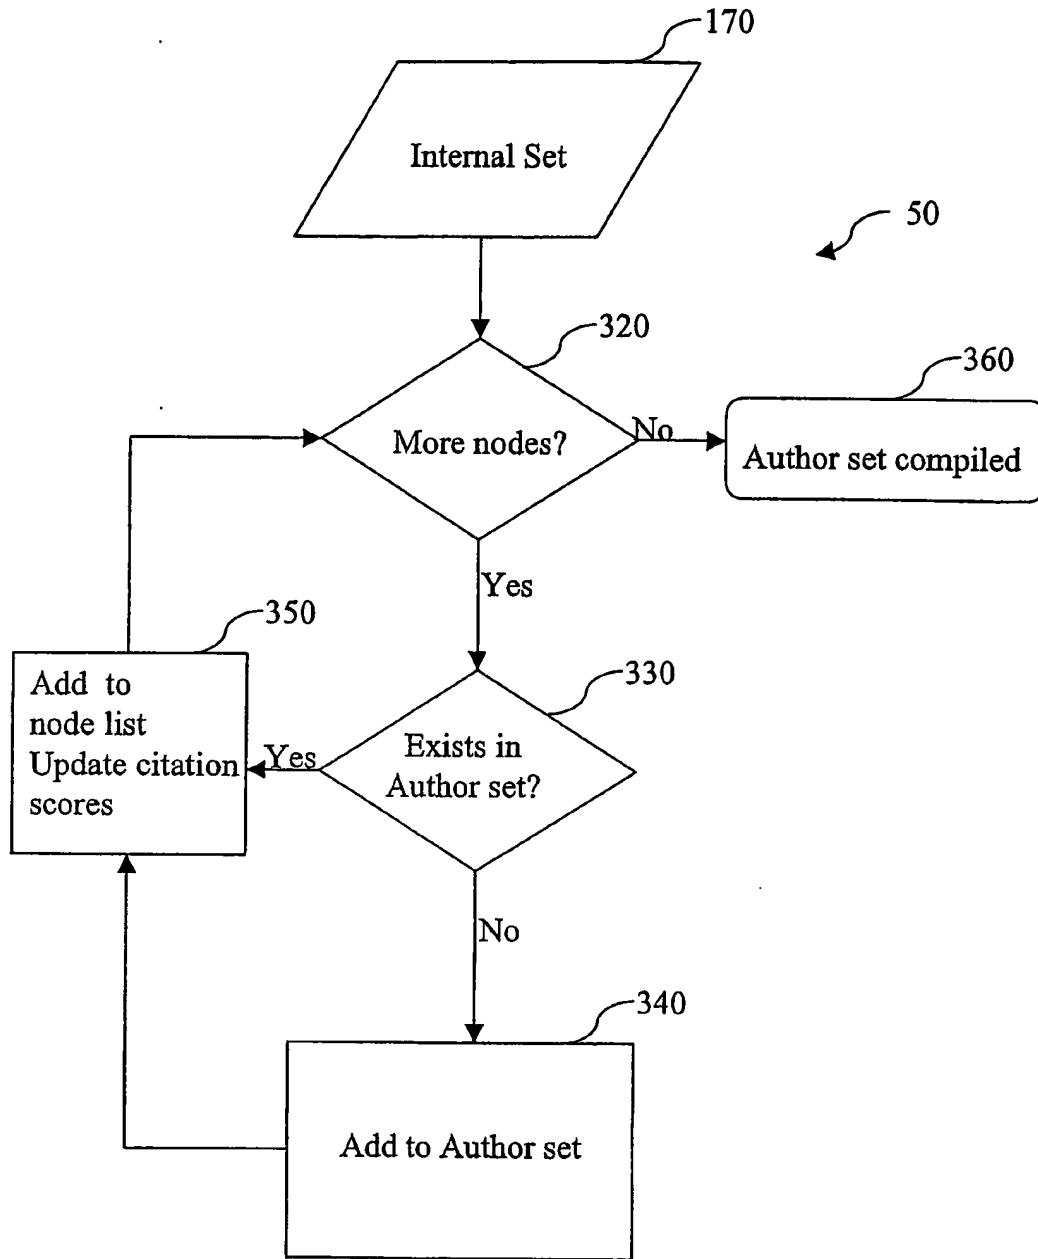 170
Internal Set
50
320
360
More nodes?
No
Author set compiled
Yes
350
330
Add to
node list
Update citation
scores
Yes
Exists in
Author set?
No
340
Add to Author set